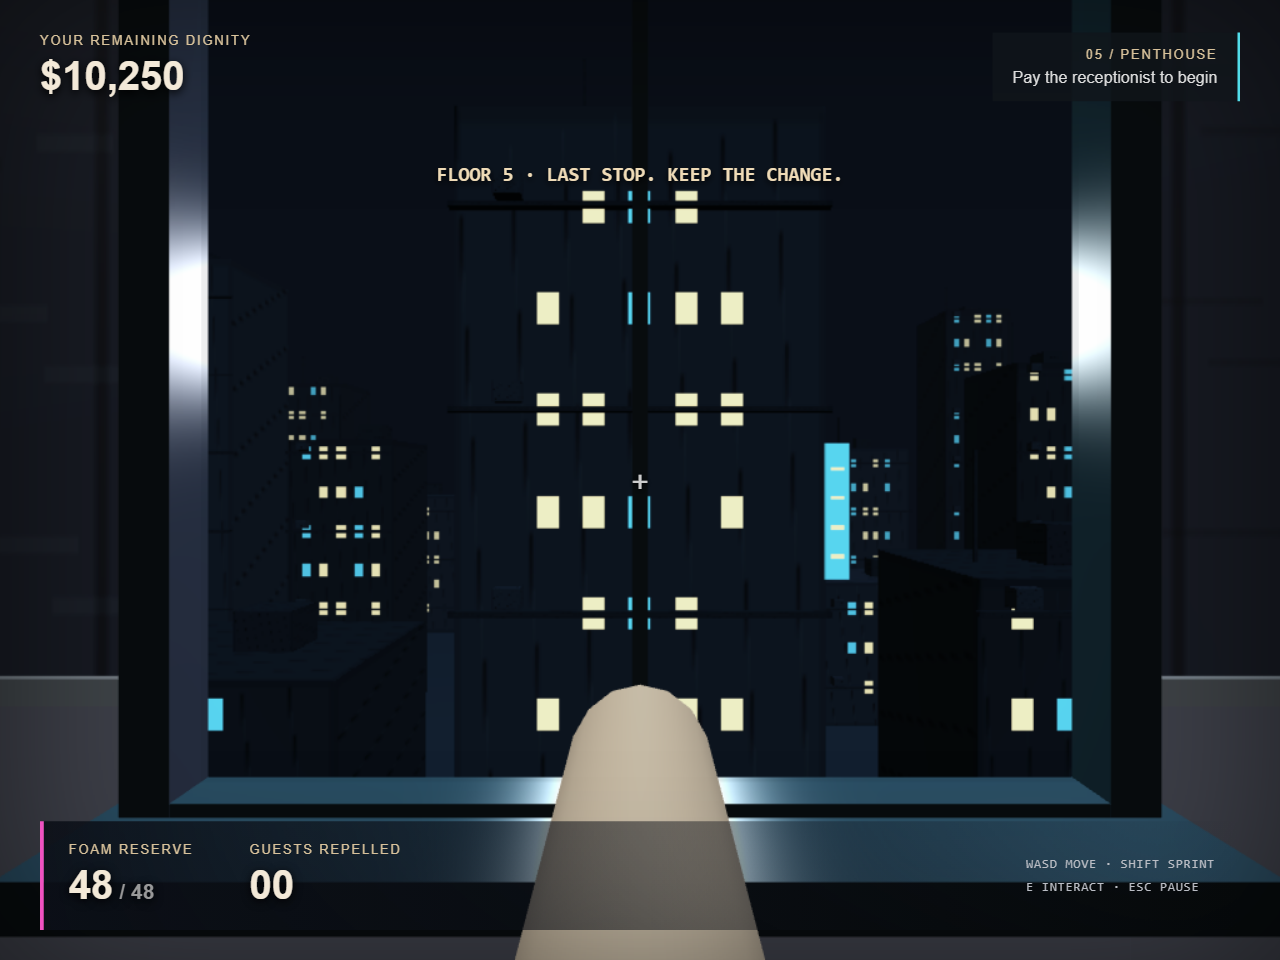 YOUR REMAINING DIGNITY
$10,250
05 / PENTHOUSE
Pay the receptionist to begin
FLOOR 5 · LAST STOP. KEEP THE CHANGE.
FOAM RESERVE
48 / 48
GUESTS REPELLED
00
WASD MOVE · SHIFT SPRINT
E INTERACT · ESC PAUSE